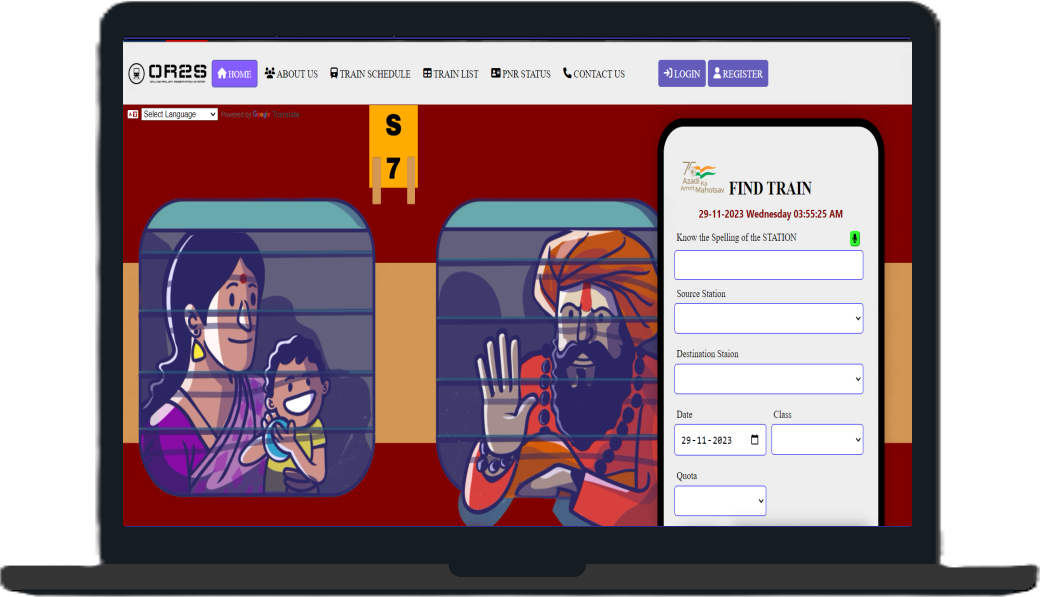 OR2S
HOME ABOUT US TRAIN SCHEDULE TRAIN LIST PNR STATUS CONTACT US LOGIN REGISTER
Select Language Powered by Google Translate
S
7
75
Azadi Ka
Amrit Mahotsav
FIND TRAIN
29-11-2023 Wednesday 03:55:25 AM
Know the Spelling of the STATION
Source Station
Destination Staion
Date Class
29-11-2023
Quota